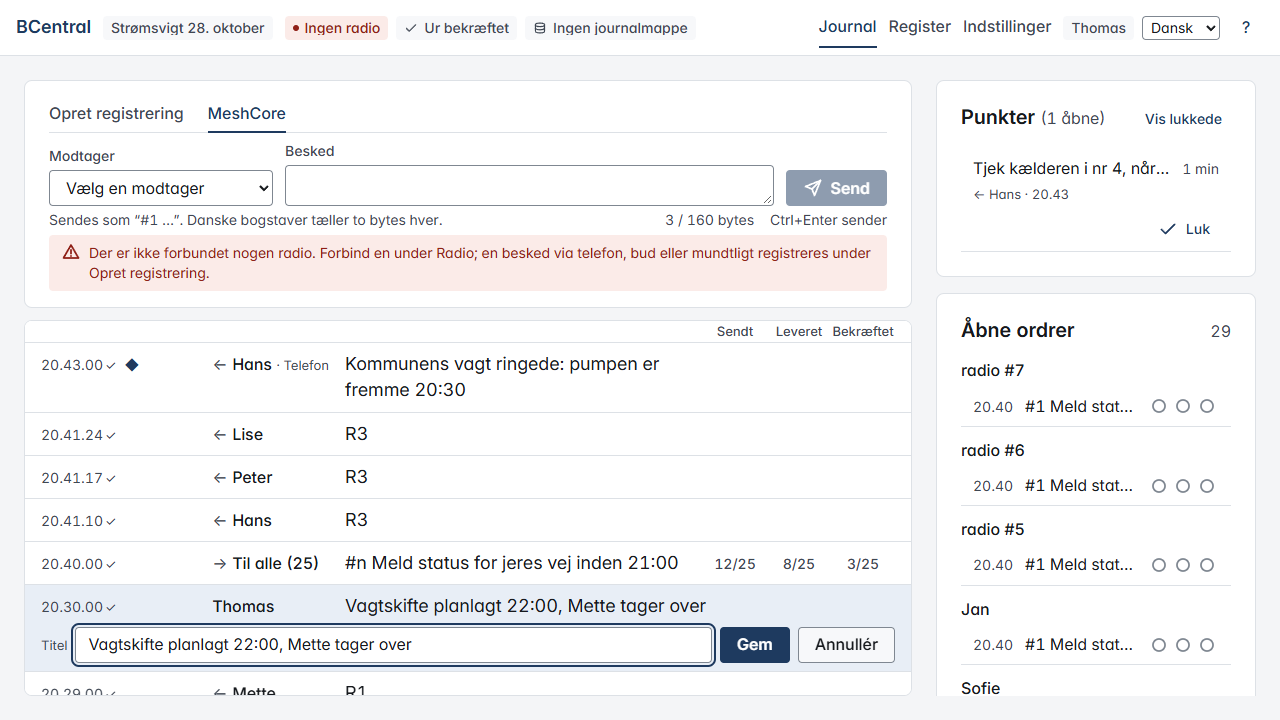 BCentral Strømsvigt 28. oktober Ingen radio Ur bekræftet Ingen journalmappe Journal Register Indstillinger Thomas Dansk ?
Opret registrering MeshCore
Modtager Besked
Vælg en modtager Send
Sendes som “#1 ...”. Danske bogstaver tæller to bytes hver. 3 / 160 bytes Ctrl+Enter sender
Der er ikke forbundet nogen radio. Forbind en under Radio; en besked via telefon, bud eller mundtligt registreres under
Opret registrering.
Sendt Leveret Bekræftet
20.43.00 ← Hans · Telefon Kommunens vagt ringede: pumpen er
fremme 20:30
20.41.24 ← Lise R3
20.41.17 ← Peter R3
20.41.10 ← Hans R3
20.40.00 → Til alle (25) #n Meld status for jeres vej inden 21:00 12/25 8/25 3/25
20.30.00 Thomas Vagtskifte planlagt 22:00, Mette tager over
Titel Vagtskifte planlagt 22:00, Mette tager over Gem Annullér
20.29.00 ← Mette R1
Punkter (1 åbne) Vis lukkede
Tjek kælderen i nr 4, når... 1 min
← Hans · 20.43
Luk
Åbne ordrer 29
radio #7
20.40 #1 Meld stat...
radio #6
20.40 #1 Meld stat...
radio #5
20.40 #1 Meld stat...
Jan
20.40 #1 Meld stat...
Sofie